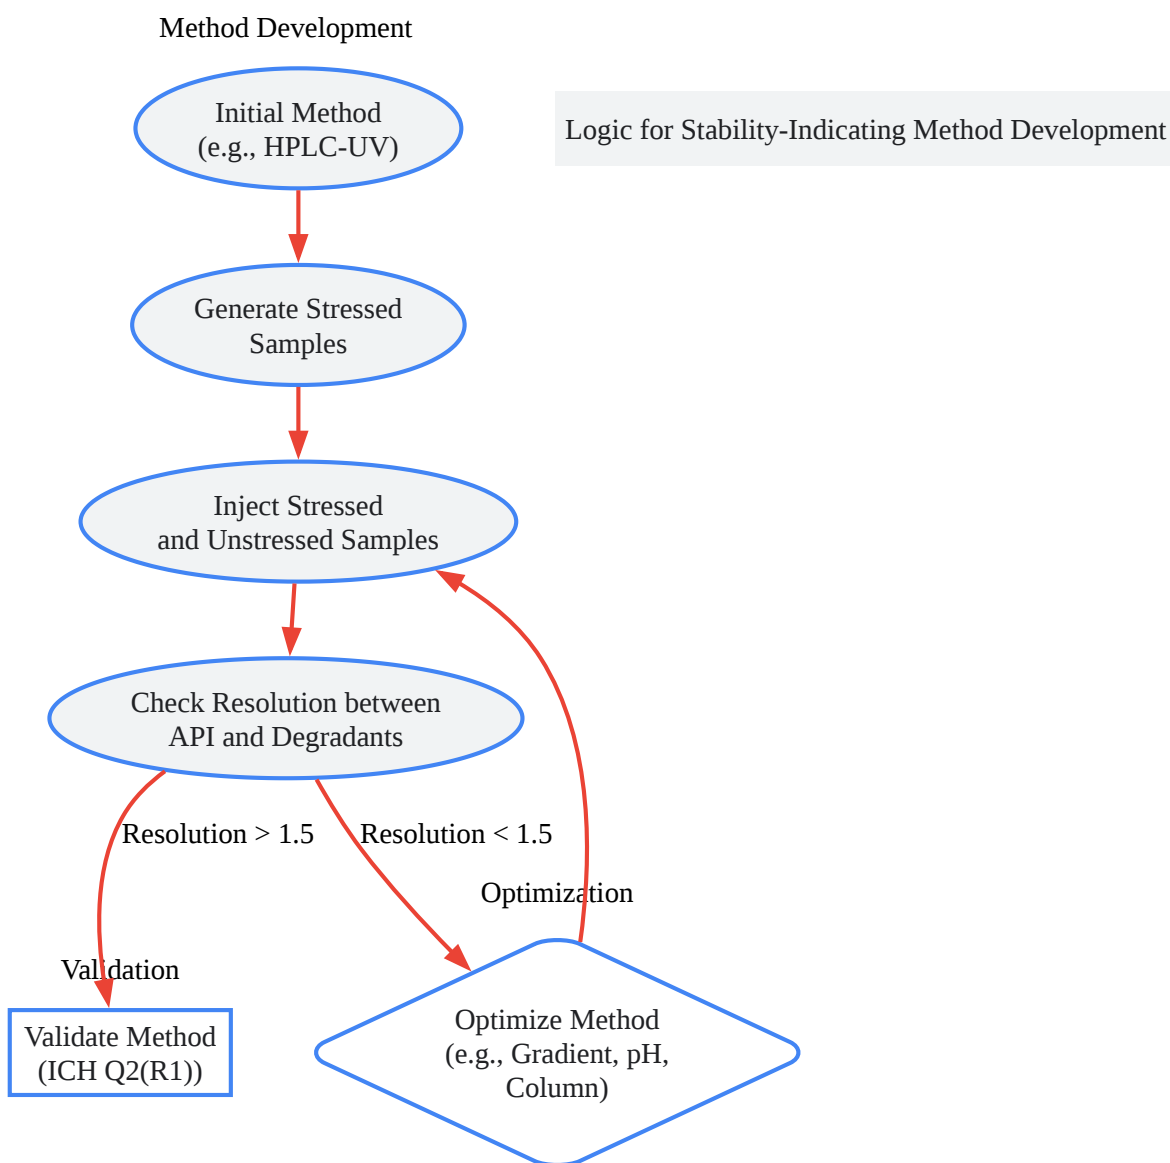 Method Development
Initial Method
(e.g., HPLC-UV)
Logic for Stability-Indicating Method Development
Generate Stressed
Samples
Inject Stressed
and Unstressed Samples
Check Resolution between
API and Degradants
Resolution > 1.5
Resolution < 1.5
Optimization
Validation
Validate Method
(ICH Q2(R1))
Optimize Method
(e.g., Gradient, pH,
Column)